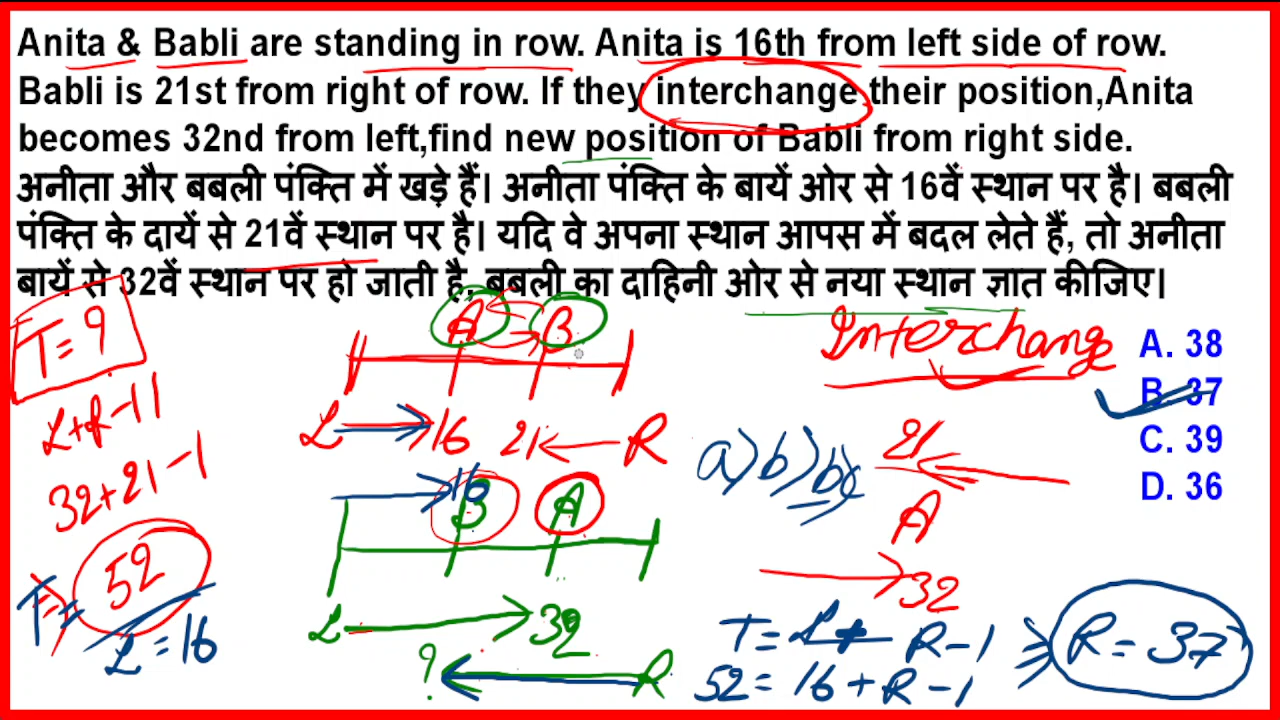 Anita & Babli are standing in row. Anita is 16th from left side of row.
Babli is 21st from right of row. If they interchange their position,Anita
becomes 32nd from left,find new position of Babli from right side.
अनीता और बबली पंक्ति में खड़े हैं। अनीता पंक्ति के बायें ओर से 16वें स्थान पर है। बबली
पंक्ति के दायें से 21वें स्थान पर है। यदि वे अपना स्थान आपस में बदल लेते हैं, तो अनीता
बायें से 32वें स्थान पर हो जाती है, बबली का दाहिनी ओर से नया स्थान ज्ञात कीजिए।
T = 9
L+R-11
32+21-1
52
T =
L = 16
A B
L 16 21 R
16
B A
L 32
? R
Interchange
a) b) b)
21
A
32
T = L + R - 1
52 = 16 + R - 1
R = 37
A. 38
B. 37
C. 39
D. 36